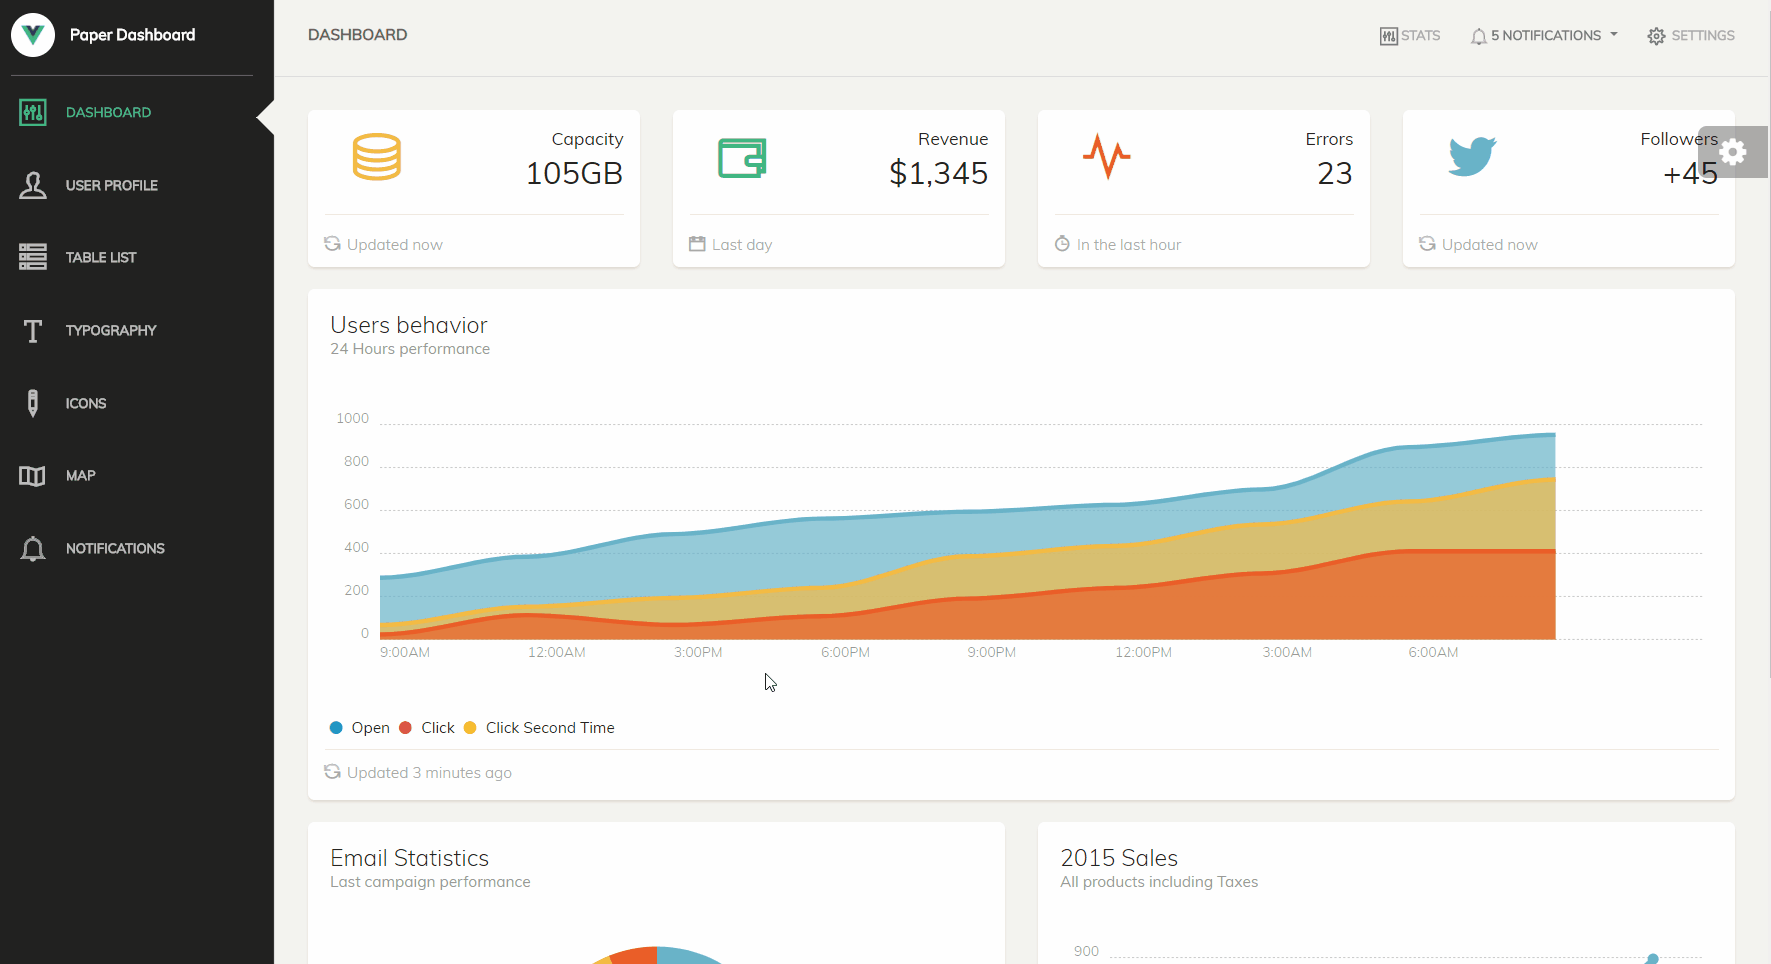 Paper Dashboard
DASHBOARD
USER PROFILE
TABLE LIST
TYPOGRAPHY
ICONS
MAP
NOTIFICATIONS
DASHBOARD
STATS
5 NOTIFICATIONS
SETTINGS
Capacity
105GB
Updated now
Revenue
$1,345
Last day
Errors
23
In the last hour
Followers
+45
Updated now
Users behavior
24 Hours performance
1000
800
600
400
200
0
9:00AM 12:00AM 3:00PM 6:00PM 9:00PM 12:00PM 3:00AM 6:00AM
Open Click Click Second Time
Updated 3 minutes ago
Email Statistics
Last campaign performance
2015 Sales
All products including Taxes
900